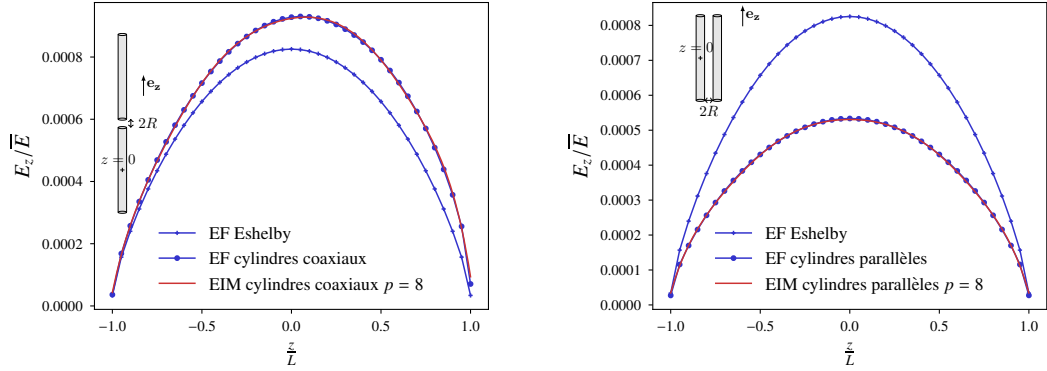 0.0008
0.0006
0.0004
0.0002
0.0000
E_z/\overline{E}
e_z
2R
z = 0
EF Eshelby
EF cylindres coaxiaux
EIM cylindres coaxiaux p = 8
−1.0 −0.5 0.0 0.5 1.0
z/L
0.0008
0.0007
0.0006
0.0005
0.0004
0.0003
0.0002
0.0001
0.0000
E_z/\overline{E}
e_z
z = 0
2R
EF Eshelby
EF cylindres parallèles
EIM cylindres parallèles p = 8
−1.0 −0.5 0.0 0.5 1.0
z/L